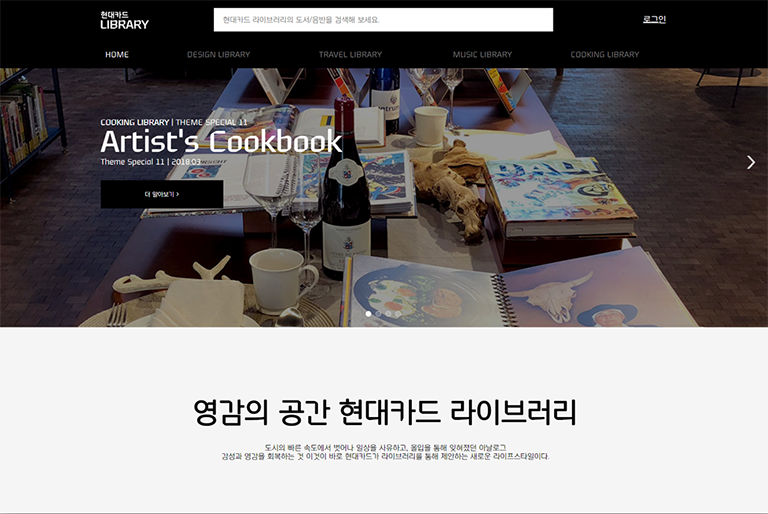 현대카드
LIBRARY
현대카드 라이브러리의 도서/음반을 검색해 보세요.
로그인
HOME
DESIGN LIBRARY
TRAVEL LIBRARY
MUSIC LIBRARY
COOKING LIBRARY
COOKING LIBRARY | THEME SPECIAL 11
Artist's Cookbook
Theme Special 11 | 2018.03
더 알아보기 >
영감의 공간 현대카드 라이브러리
도시의 빠른 속도에서 벗어나 일상을 사유하고, 몰입을 통해 잊혀졌던 아날로그
감성과 영감을 회복하는 것 이것이 바로 현대카드가 라이브러리를 통해 제안하는 새로운 라이프스타일이다.